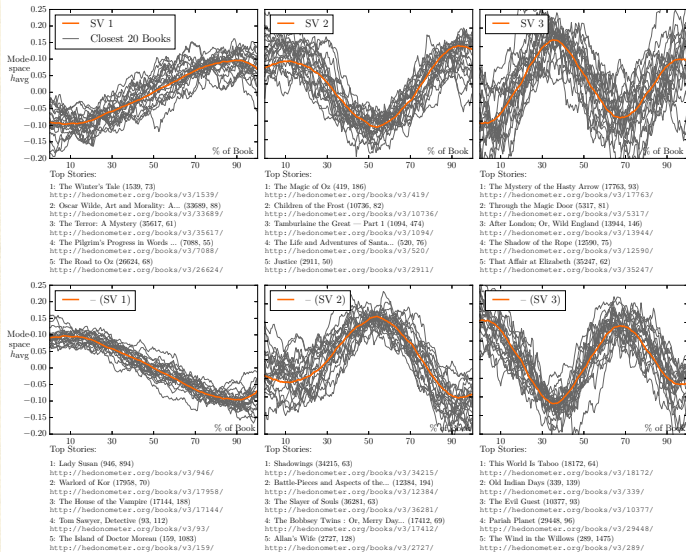 SV 1
Closest 20 Books
SV 2
SV 3
0.25
0.20
0.15
0.10
0.05
0.00
−0.05
−0.10
−0.15
−0.20
Mode
space
havg
% of Book
% of Book
% of Book
10 30 50 70 90
10 30 50 70 90
10 30 50 70 90
Top Stories:
1: The Winter's Tale (1539, 73)
http://hedonometer.org/books/v3/1539/
2: Oscar Wilde, Art and Morality: A... (33689, 88)
http://hedonometer.org/books/v3/33689/
3: The Terror: A Mystery (35617, 61)
http://hedonometer.org/books/v3/35617/
4: The Pilgrim's Progress in Words ... (7088, 55)
http://hedonometer.org/books/v3/7088/
5: The Road to Oz (26624, 68)
http://hedonometer.org/books/v3/26624/
Top Stories:
1: The Magic of Oz (419, 186)
http://hedonometer.org/books/v3/419/
2: Children of the Frost (10736, 82)
http://hedonometer.org/books/v3/10736/
3: Tamburlaine the Great — Part 1 (1094, 474)
http://hedonometer.org/books/v3/1094/
4: The Life and Adventures of Santa... (520, 76)
http://hedonometer.org/books/v3/520/
5: Justice (2911, 50)
http://hedonometer.org/books/v3/2911/
Top Stories:
1: The Mystery of the Hasty Arrow (17763, 93)
http://hedonometer.org/books/v3/17763/
2: Through the Magic Door (5317, 81)
http://hedonometer.org/books/v3/5317/
3: After London; Or, Wild England (13944, 146)
http://hedonometer.org/books/v3/13944/
4: The Shadow of the Rope (12590, 75)
http://hedonometer.org/books/v3/12590/
5: That Affair at Elizabeth (35247, 62)
http://hedonometer.org/books/v3/35247/
– (SV 1)
– (SV 2)
– (SV 3)
0.25
0.20
0.15
0.10
0.05
0.00
−0.05
−0.10
−0.15
−0.20
Mode
space
havg
% of Book
% of Book
% of Book
10 30 50 70 90
10 30 50 70 90
10 30 50 70 90
Top Stories:
1: Lady Susan (946, 894)
http://hedonometer.org/books/v3/946/
2: Warlord of Kor (17958, 70)
http://hedonometer.org/books/v3/17958/
3: The House of the Vampire (17144, 188)
http://hedonometer.org/books/v3/17144/
4: Tom Sawyer, Detective (93, 112)
http://hedonometer.org/books/v3/93/
5: The Island of Doctor Moreau (159, 1083)
http://hedonometer.org/books/v3/159/
Top Stories:
1: Shadowings (34215, 63)
http://hedonometer.org/books/v3/34215/
2: Battle-Pieces and Aspects of the... (12384, 194)
http://hedonometer.org/books/v3/12384/
3: The Slayer of Souls (36281, 63)
http://hedonometer.org/books/v3/36281/
4: The Bobbsey Twins : Or, Merry Day... (17412, 69)
http://hedonometer.org/books/v3/17412/
5: Allan's Wife (2727, 128)
http://hedonometer.org/books/v3/2727/
Top Stories:
1: This World Is Taboo (18172, 64)
http://hedonometer.org/books/v3/18172/
2: Old Indian Days (339, 139)
http://hedonometer.org/books/v3/339/
3: The Evil Guest (10377, 93)
http://hedonometer.org/books/v3/10377/
4: Pariah Planet (29448, 96)
http://hedonometer.org/books/v3/29448/
5: The Wind in the Willows (289, 1475)
http://hedonometer.org/books/v3/289/